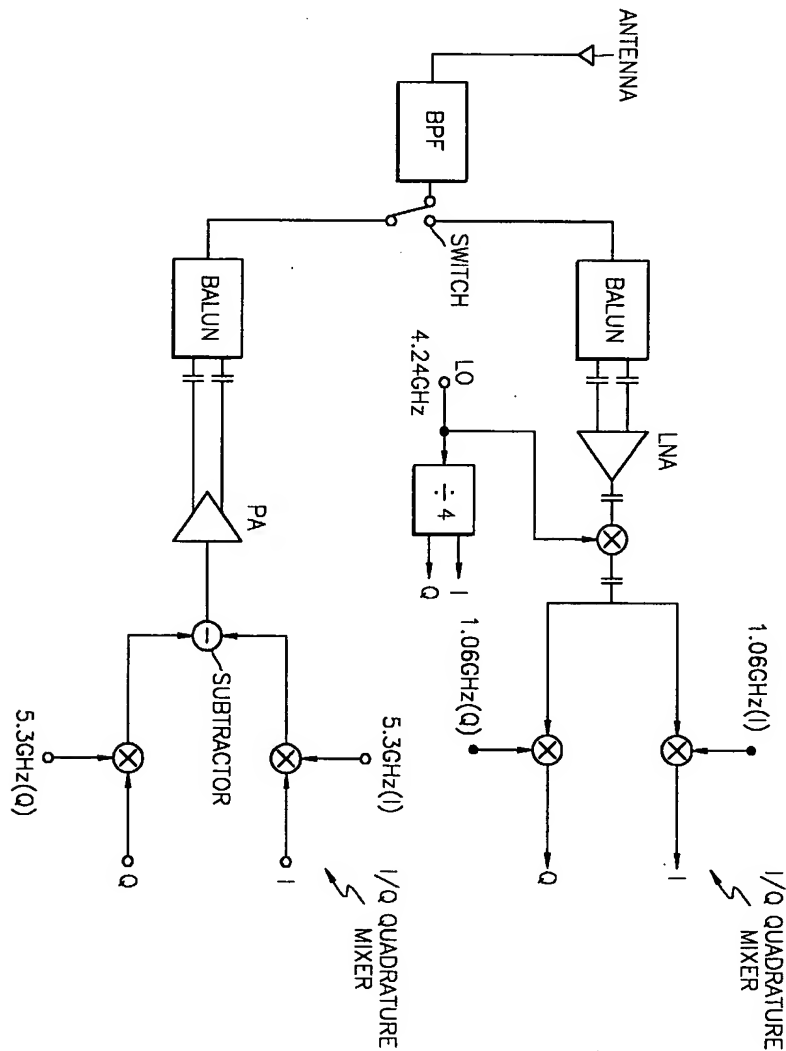 ANTENNA
BPF
SWITCH
BALUN
LNA
1.06GHz(I)
I
I/Q QUADRATURE
MIXER
1.06GHz(Q)
Q
LO
4.24GHz
÷ 4
I
Q
BALUN
PA
SUBTRACTOR
−
5.3GHz(I)
I
I/Q QUADRATURE
MIXER
5.3GHz(Q)
Q